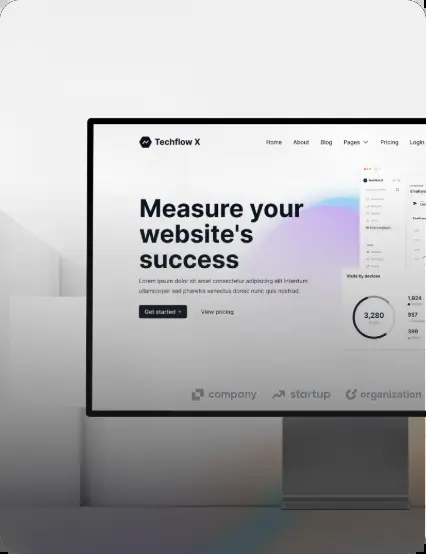 Techflow X
Home About Blog Pages Pricing Login
Measure your
website's
success
Lorem ipsum dolor sit amet consectetur adipiscing elit interdum
ullamcorper sed pharetra senectus donec nunc quis nostrud.
Get started
View pricing
Visits by devices
3,280
1,924
company startup organization